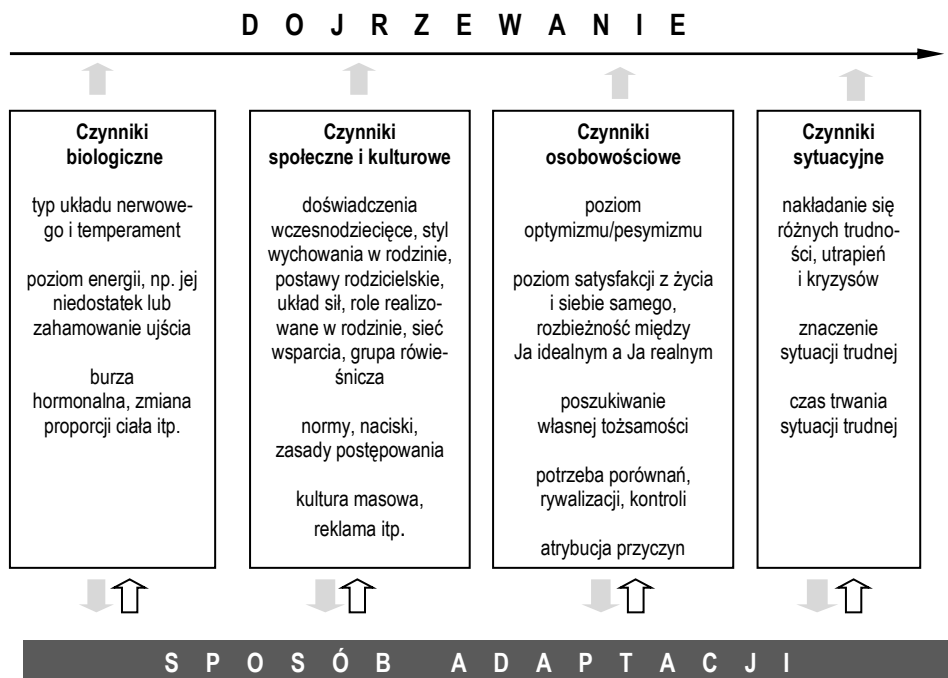 DOJRZEWANIE
Czynniki
biologiczne
typ układu nerwowe-
go i temperament
poziom energii, np. jej
niedostatek lub
zahamowanie ujścia
burza
hormonalna, zmiana
proporcji ciała itp.
Czynniki
społeczne i kulturowe
doświadczenia
wczesnodziecięce, styl
wychowania w rodzinie,
postawy rodzicielskie,
układ sił, role realizo-
wane w rodzinie, sieć
wsparcia, grupa rówie-
śnicza
normy, naciski,
zasady postępowania
kultura masowa,
reklama itp.
Czynniki
osobowościowe
poziom
optymizmu/pesymizmu
poziom satysfakcji z życia
i siebie samego,
rozbieżność między
Ja idealnym a Ja realnym
poszukiwanie
własnej tożsamości
potrzeba porównań,
rywalizacji, kontroli
atrybucja przyczyn
Czynniki
sytuacyjne
nakładanie się
różnych trudno-
ści, utrapień
i kryzysów
znaczenie
sytuacji trudnej
czas trwania
sytuacji trudnej
SPOSÓB ADAPTACJI